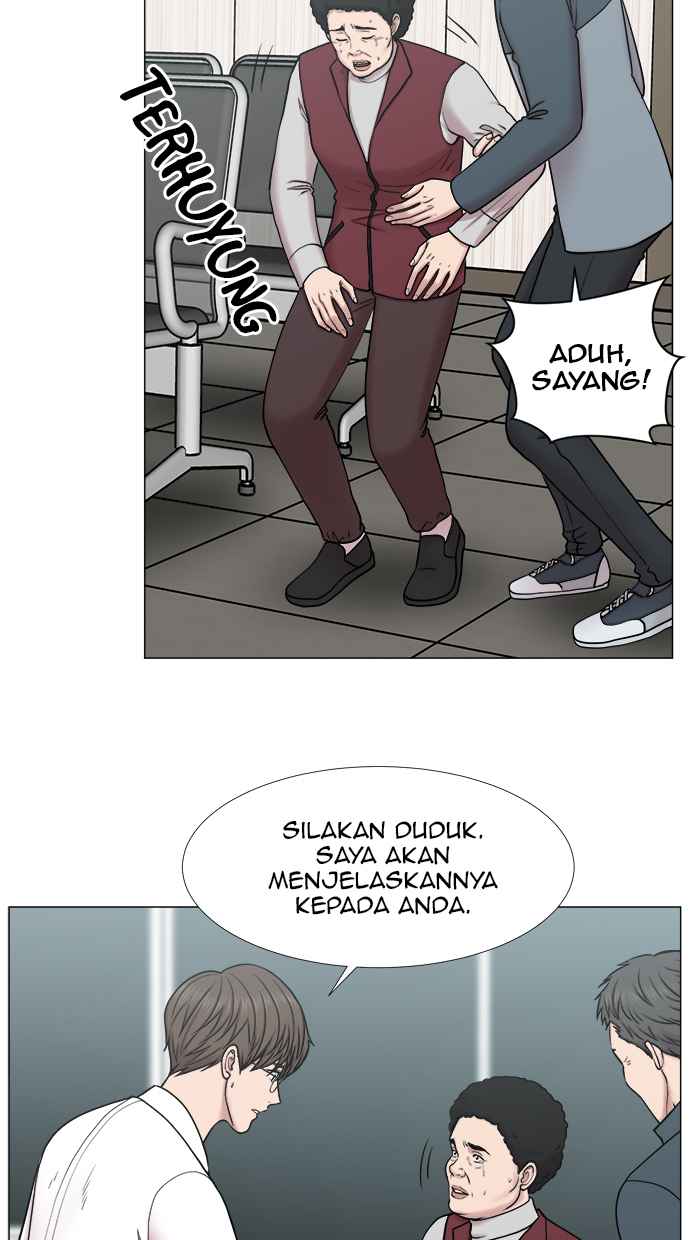 TERHUYUNG
ADUH,
SAYANG!
SILAKAN DUDUK.
SAYA AKAN
MENJELASKANNYA
KEPADA ANDA.